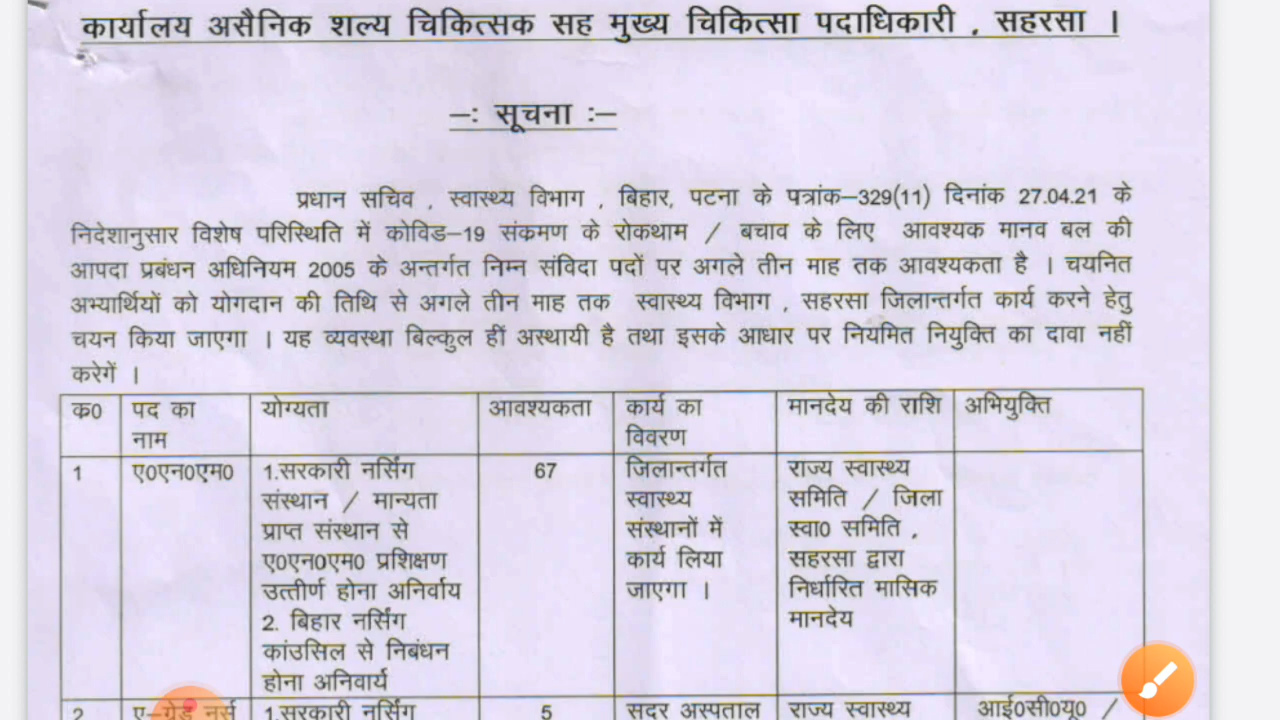 कार्यालय असैनिक शल्य चिकित्सक सह मुख्य चिकित्सा पदाधिकारी , सहरसा ।
–: सूचना :–
प्रधान सचिव , स्वास्थ्य विभाग , बिहार, पटना के पत्रांक–329(11) दिनांक 27.04.21 के
निदेशानुसार विशेष परिस्थिति में कोविड–19 संकमण के रोकथाम / बचाव के लिए आवश्यक मानव बल की
आपदा प्रबंधन अधिनियम 2005 के अन्तर्गत निम्न संविदा पदों पर अगले तीन माह तक आवश्यकता है । चयनित
अभ्यार्थियों को योगदान की तिथि से अगले तीन माह तक स्वास्थ्य विभाग , सहरसा जिलान्तर्गत कार्य करने हेतु
चयन किया जाएगा । यह व्यवस्था बिल्कुल हीं अस्थायी है तथा इसके आधार पर नियमित नियुक्ति का दावा नहीं
करेगें ।
क0 पद का नाम योग्यता आवश्यकता कार्य का विवरण मानदेय की राशि अभियुक्ति
1 ए0एन0एम0 1.सरकारी नर्सिंग 67 जिलान्तर्गत राज्य स्वास्थ्य
संस्थान / मान्यता स्वास्थ्य समिति / जिला
प्राप्त संस्थान से संस्थानों में स्वा0 समिति ,
ए0एन0एम0 प्रशिक्षण कार्य लिया सहरसा द्वारा
उत्तीर्ण होना अनिर्वाय जाएगा । निर्धारित मासिक
2. बिहार नर्सिंग मानदेय
कांउसिल से निबंधन
होना अनिवार्य
2 ए–ग्रेड नर्स 1.सरकारी नर्सिंग 5 सदर अस्पताल राज्य स्वास्थ्य आई0सी0यू0 /